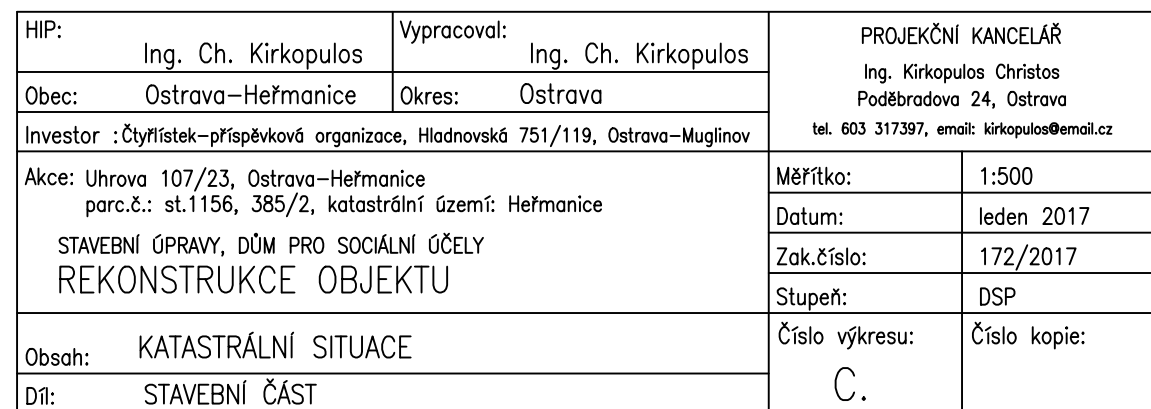 HIP: Ing. Ch. Kirkopulos
Vypracoval: Ing. Ch. Kirkopulos
Obec: Ostrava-Heřmanice
Okres: Ostrava
Investor : Čtyřlístek-příspěvková organizace, Hladnovská 751/119, Ostrava-Muglinov
PROJEKČNÍ KANCELÁŘ
Ing. Kirkopulos Christos
Poděbradova 24, Ostrava
tel. 603 317397, email: kirkopulos@email.cz
Akce: Uhrova 107/23, Ostrava-Heřmanice
parc.č.: st.1156, 385/2, katastrální území: Heřmanice
STAVEBNÍ ÚPRAVY, DŮM PRO SOCIÁLNÍ ÚČELY
REKONSTRUKCE OBJEKTU
Měřítko: 1:500
Datum: leden 2017
Zak.číslo: 172/2017
Stupeň: DSP
Obsah: KATASTRÁLNÍ SITUACE
Díl: STAVEBNÍ ČÁST
Číslo výkresu:
C.
Číslo kopie: